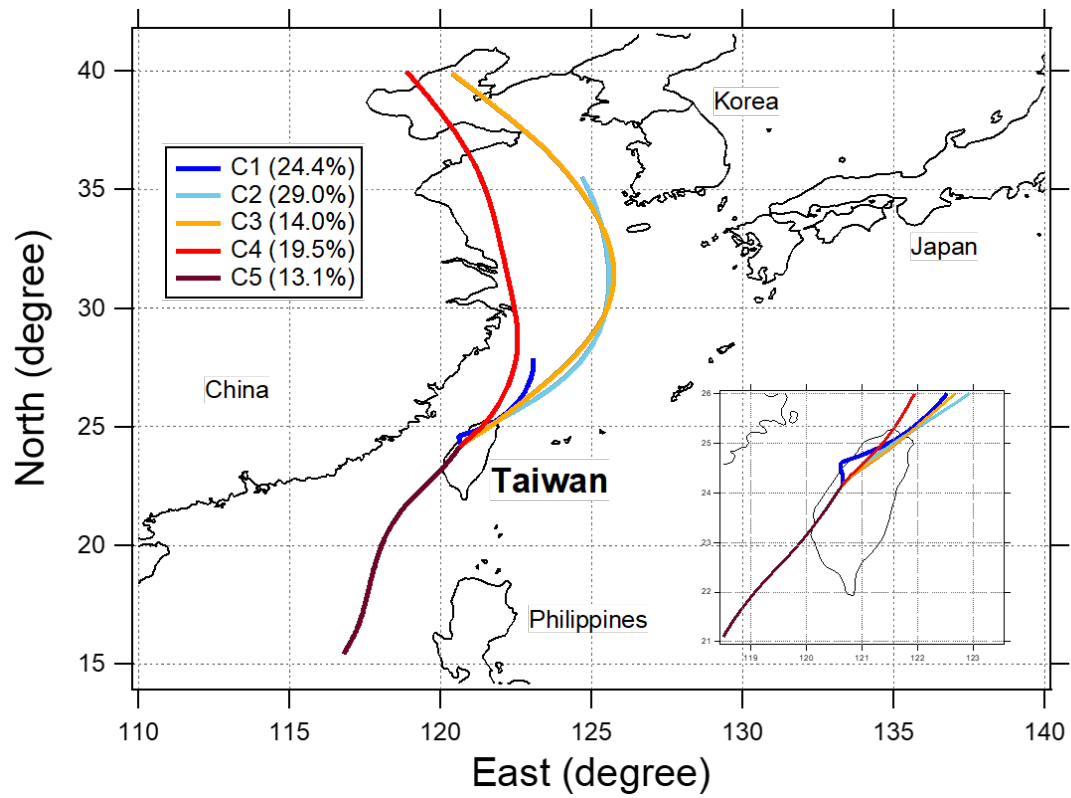 40
35
30
25
20
15
North (degree)
C1 (24.4%)
C2 (29.0%)
C3 (14.0%)
C4 (19.5%)
C5 (13.1%)
Korea
Japan
China
Taiwan
Philippines
26
25
24
23
22
21
119
120
121
122
123
110
115
120
125
130
135
140
East (degree)